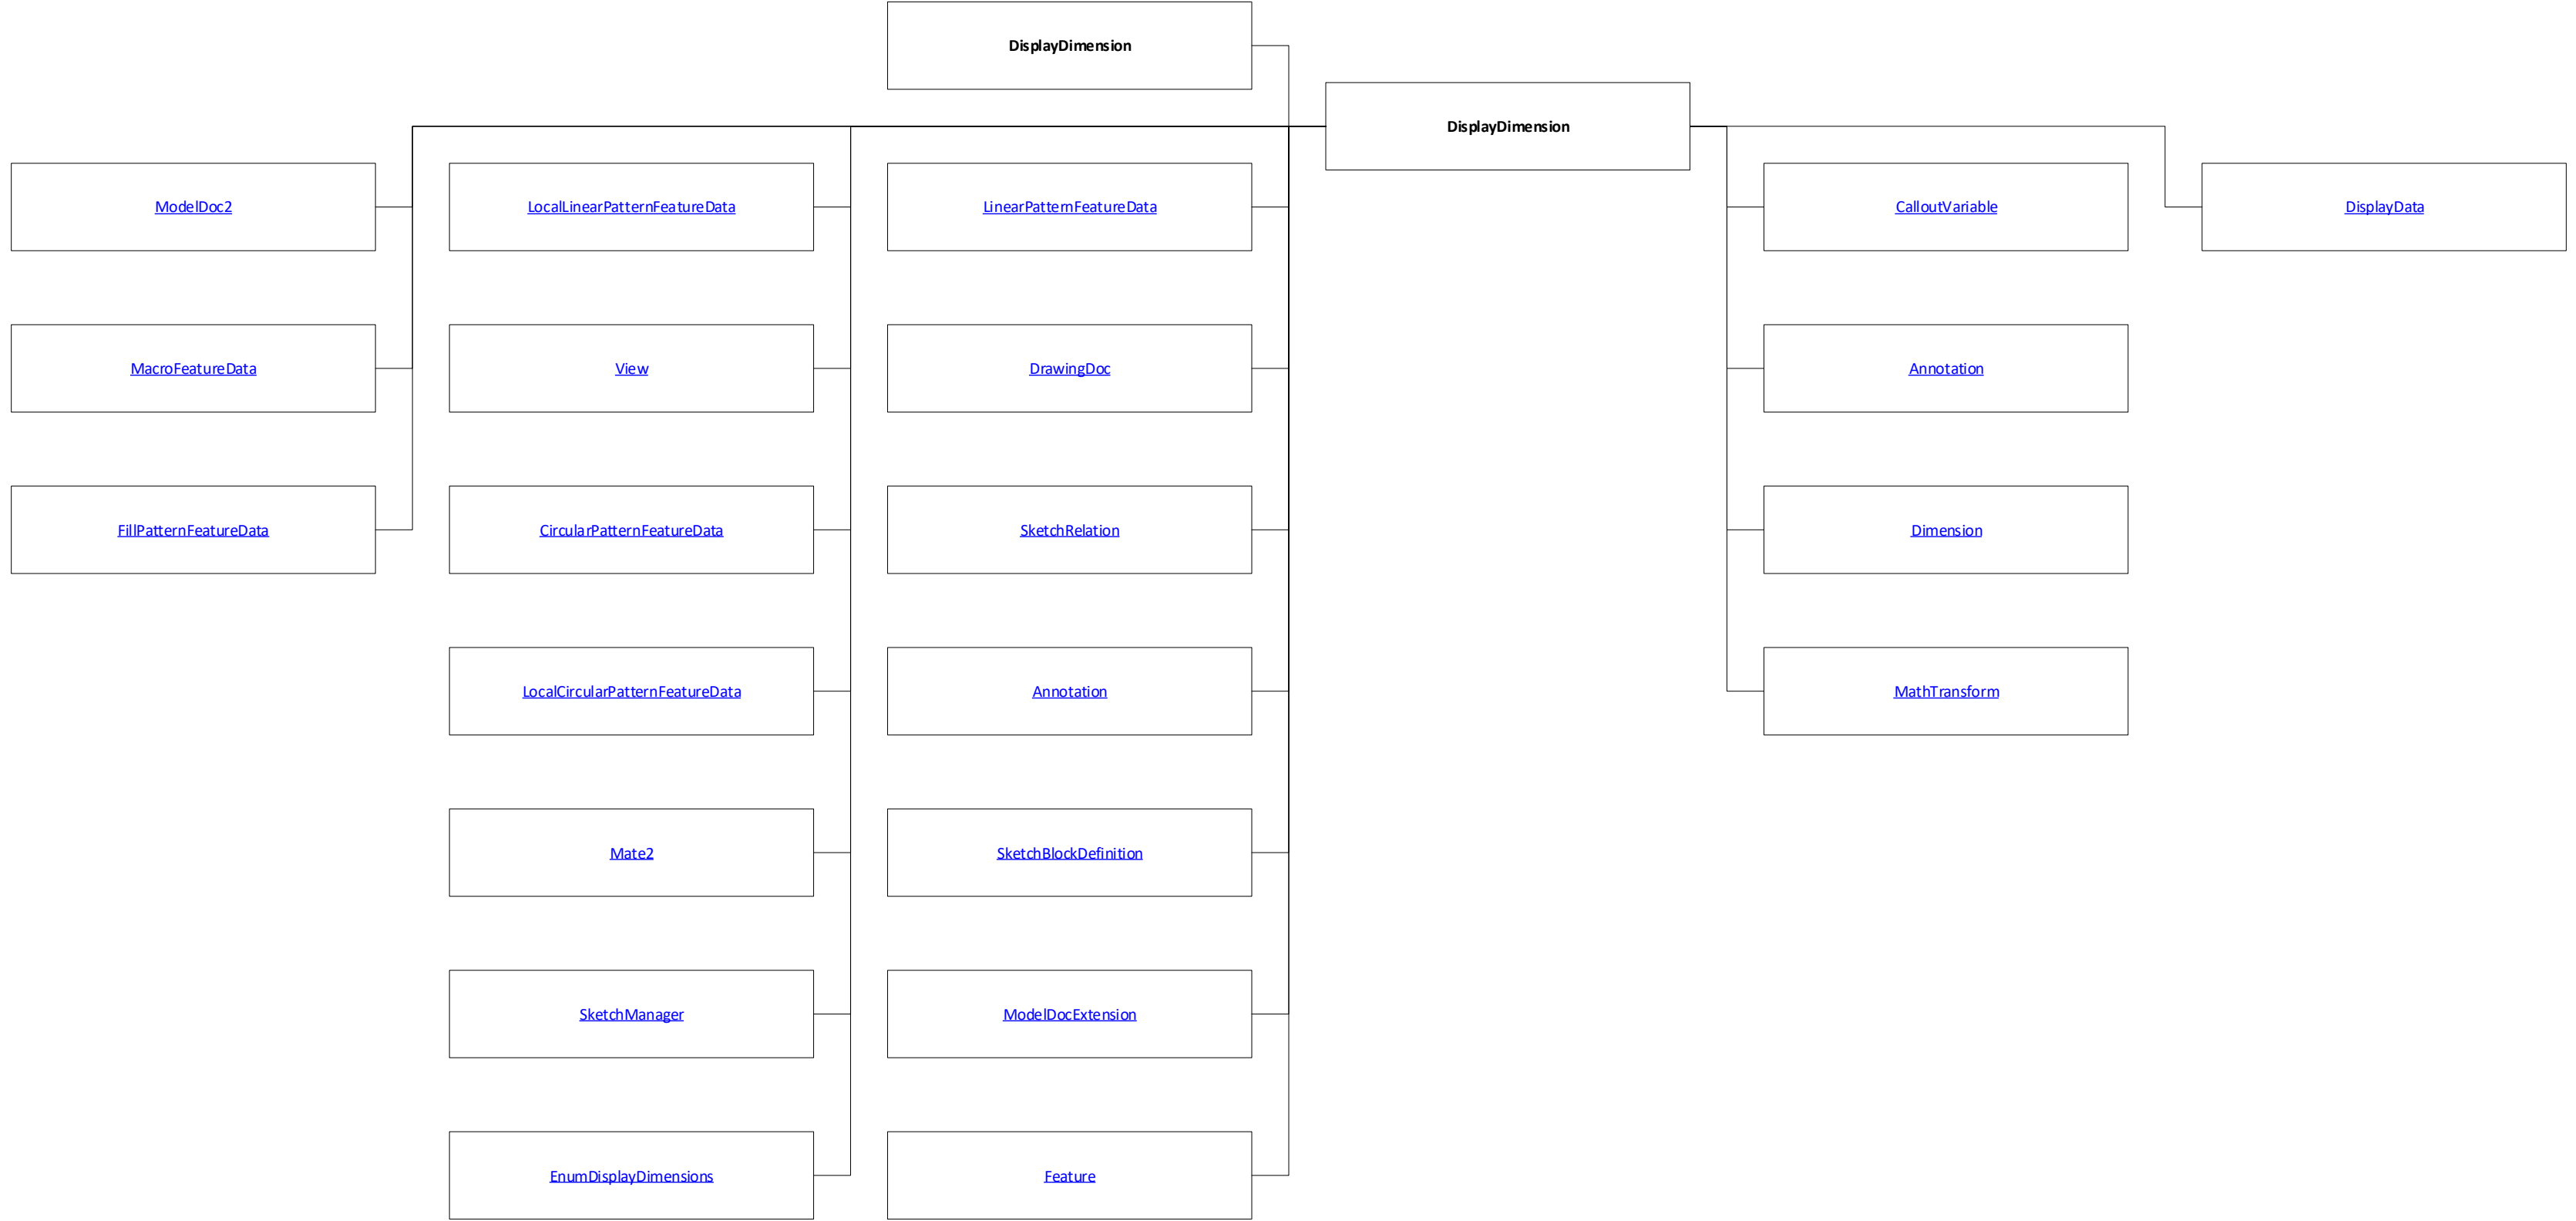 DisplayDimension
DisplayDimension
ModelDoc2
LocalLinearPatternFeatureData
LinearPatternFeatureData
CalloutVariable
DisplayData
MacroFeatureData
View
DrawingDoc
Annotation
FillPatternFeatureData
CircularPatternFeatureData
SketchRelation
Dimension
LocalCircularPatternFeatureData
Annotation
MathTransform
Mate2
SketchBlockDefinition
SketchManager
ModelDocExtension
EnumDisplayDimensions
Feature